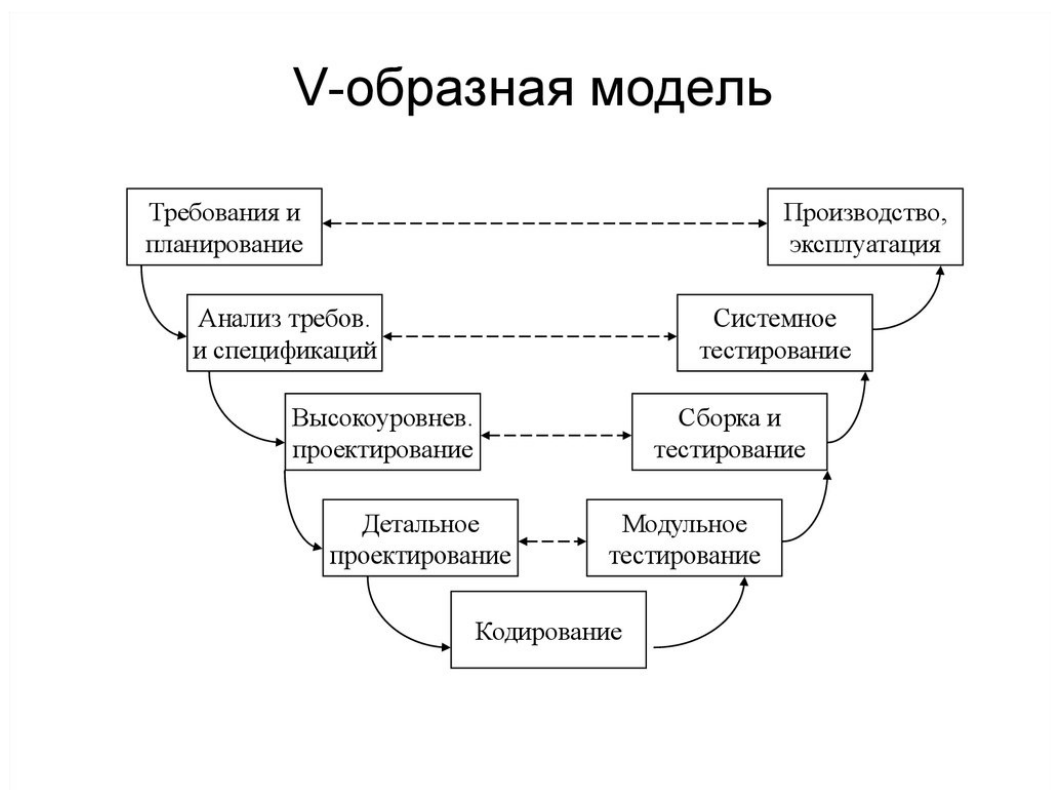 V-образная модель
Требования и
планирование
Производство,
эксплуатация
Анализ требов.
и спецификаций
Системное
тестирование
Высокоуровнев.
проектирование
Сборка и
тестирование
Детальное
проектирование
Модульное
тестирование
Кодирование